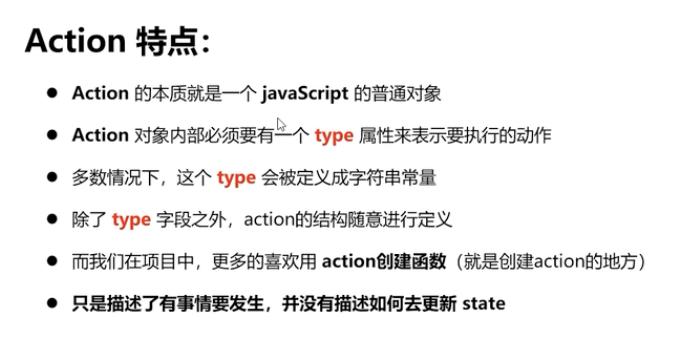 Action 特点：
Action 的本质就是一个 javaScript 的普通对象
Action 对象内部必须要有一个 type 属性来表示要执行的动作
多数情况下，这个 type 会被定义成字符串常量
除了 type 字段之外，action的结构随意进行定义
而我们在项目中，更多的喜欢用 action创建函数（就是创建action的地方）
只是描述了有事情要发生，并没有描述如何去更新 state